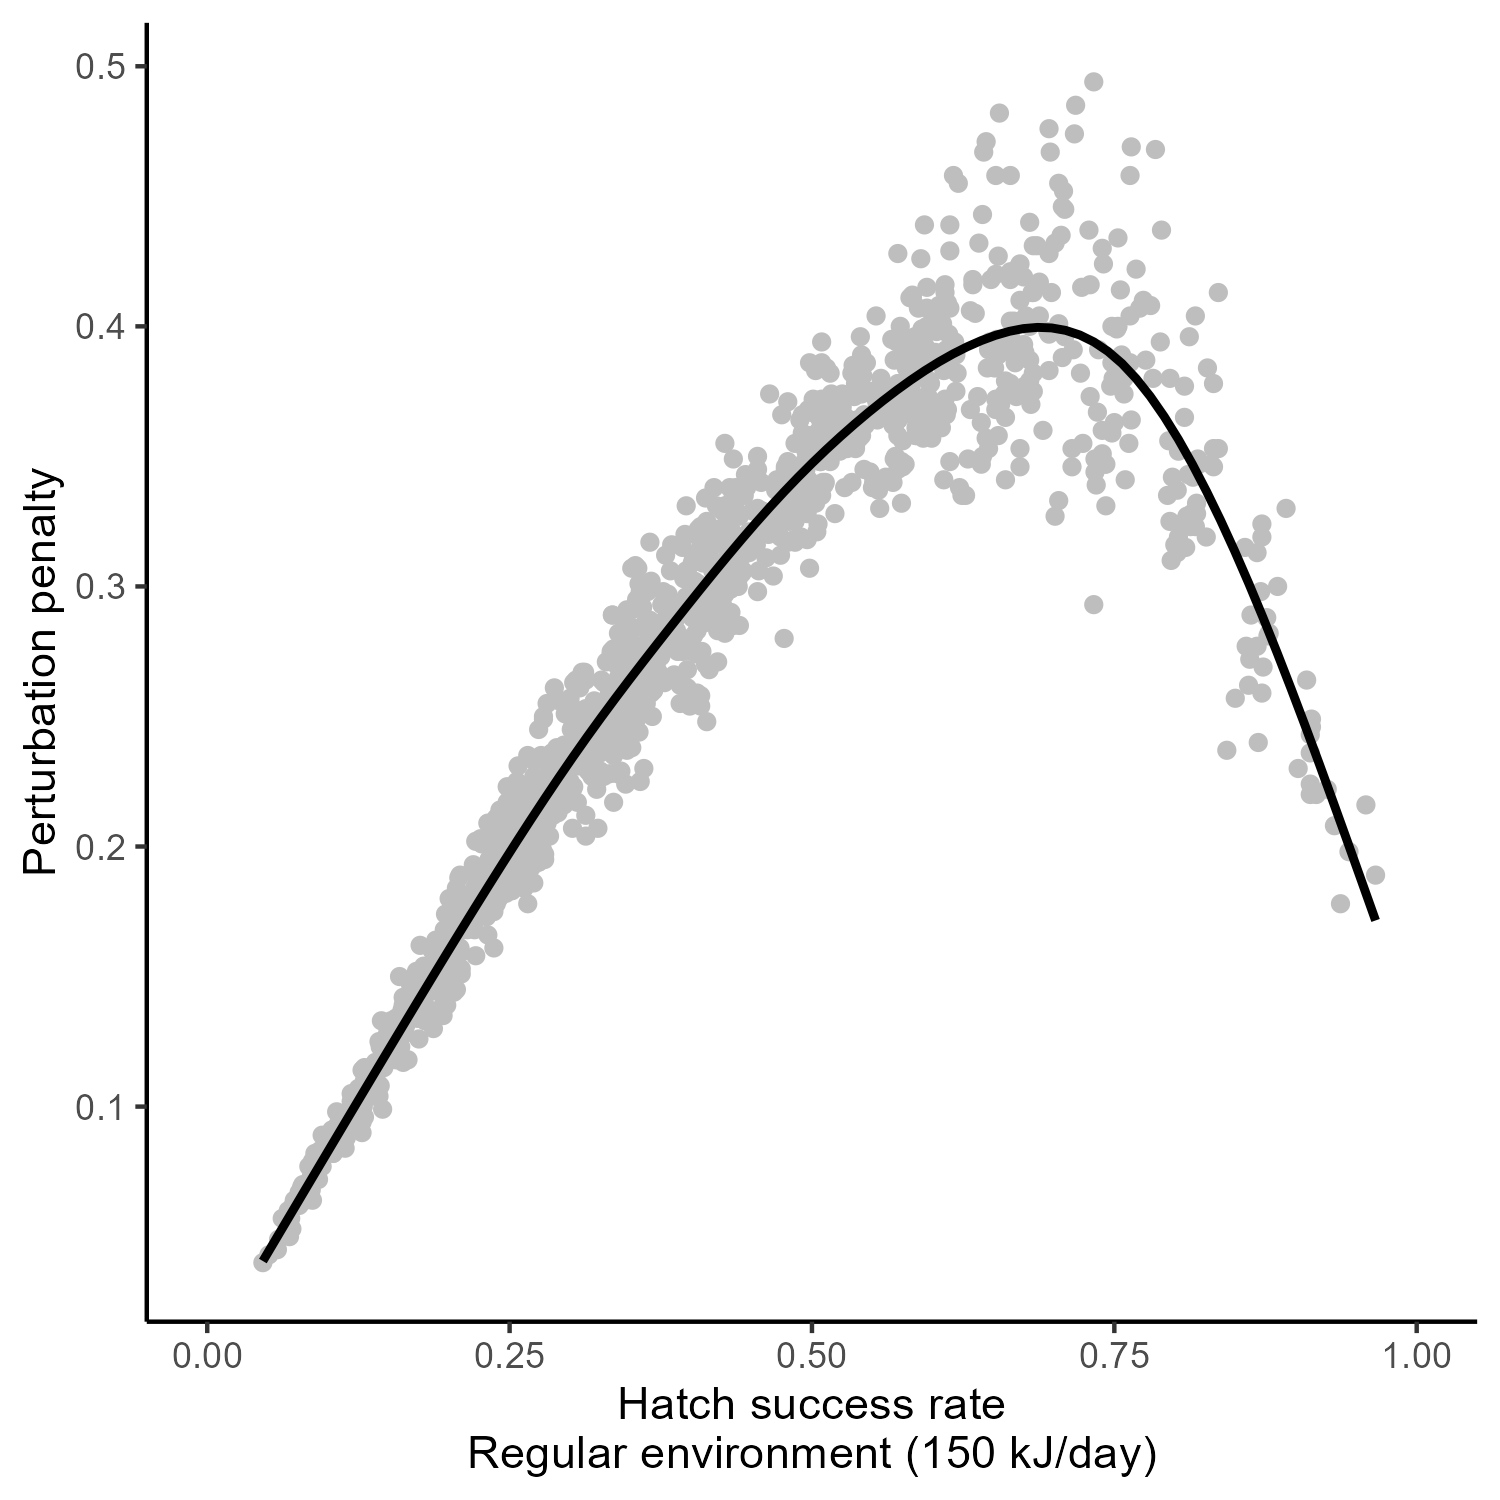 Perturbation penalty
0.5
0.4
0.3
0.2
0.1
0.00 0.25 0.50 0.75 1.00
Hatch success rate
Regular environment (150 kJ/day)